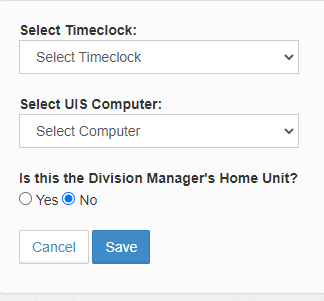 Select Timeclock:
Select Timeclock
Select UIS Computer:
Select Computer
Is this the Division Manager's Home Unit?
Yes No
Cancel Save